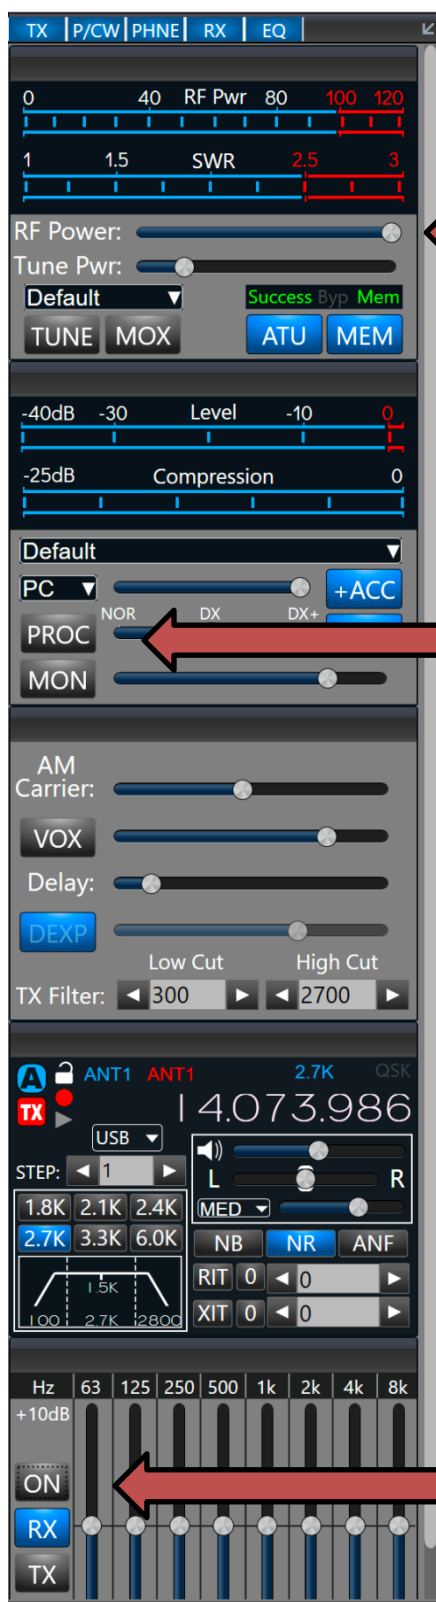 TX P/CW PHNE RX EQ
0 40 RF Pwr 80 100 120
1 1.5 SWR 2.5 3
RF Power:
Tune Pwr:
Default Success Byp Mem
TUNE MOX ATU MEM
-40dB -30 Level -10 0
-25dB Compression 0
Default
PC +ACC
NOR DX DX+
PROC
MON
AM
Carrier:
VOX
Delay:
DEXP
Low Cut High Cut
TX Filter: 300 2700
A ANT1 ANT1 2.7K QSK
TX 14.073.986
USB
STEP: 1 L R
1.8K 2.1K 2.4K MED
2.7K 3.3K 6.0K NB NR ANF
1.5K RIT 0 0
100 2.7K 2800 XIT 0 0
Hz 63 125 250 500 1k 2k 4k 8k
+10dB
ON
RX
TX